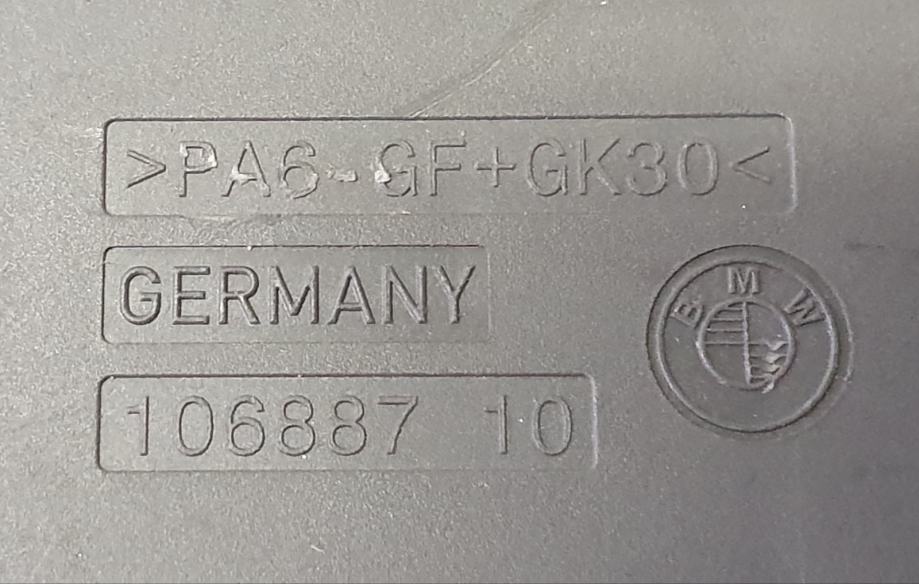 >PA6-GF+GK30<
GERMANY
BMW
106887 10